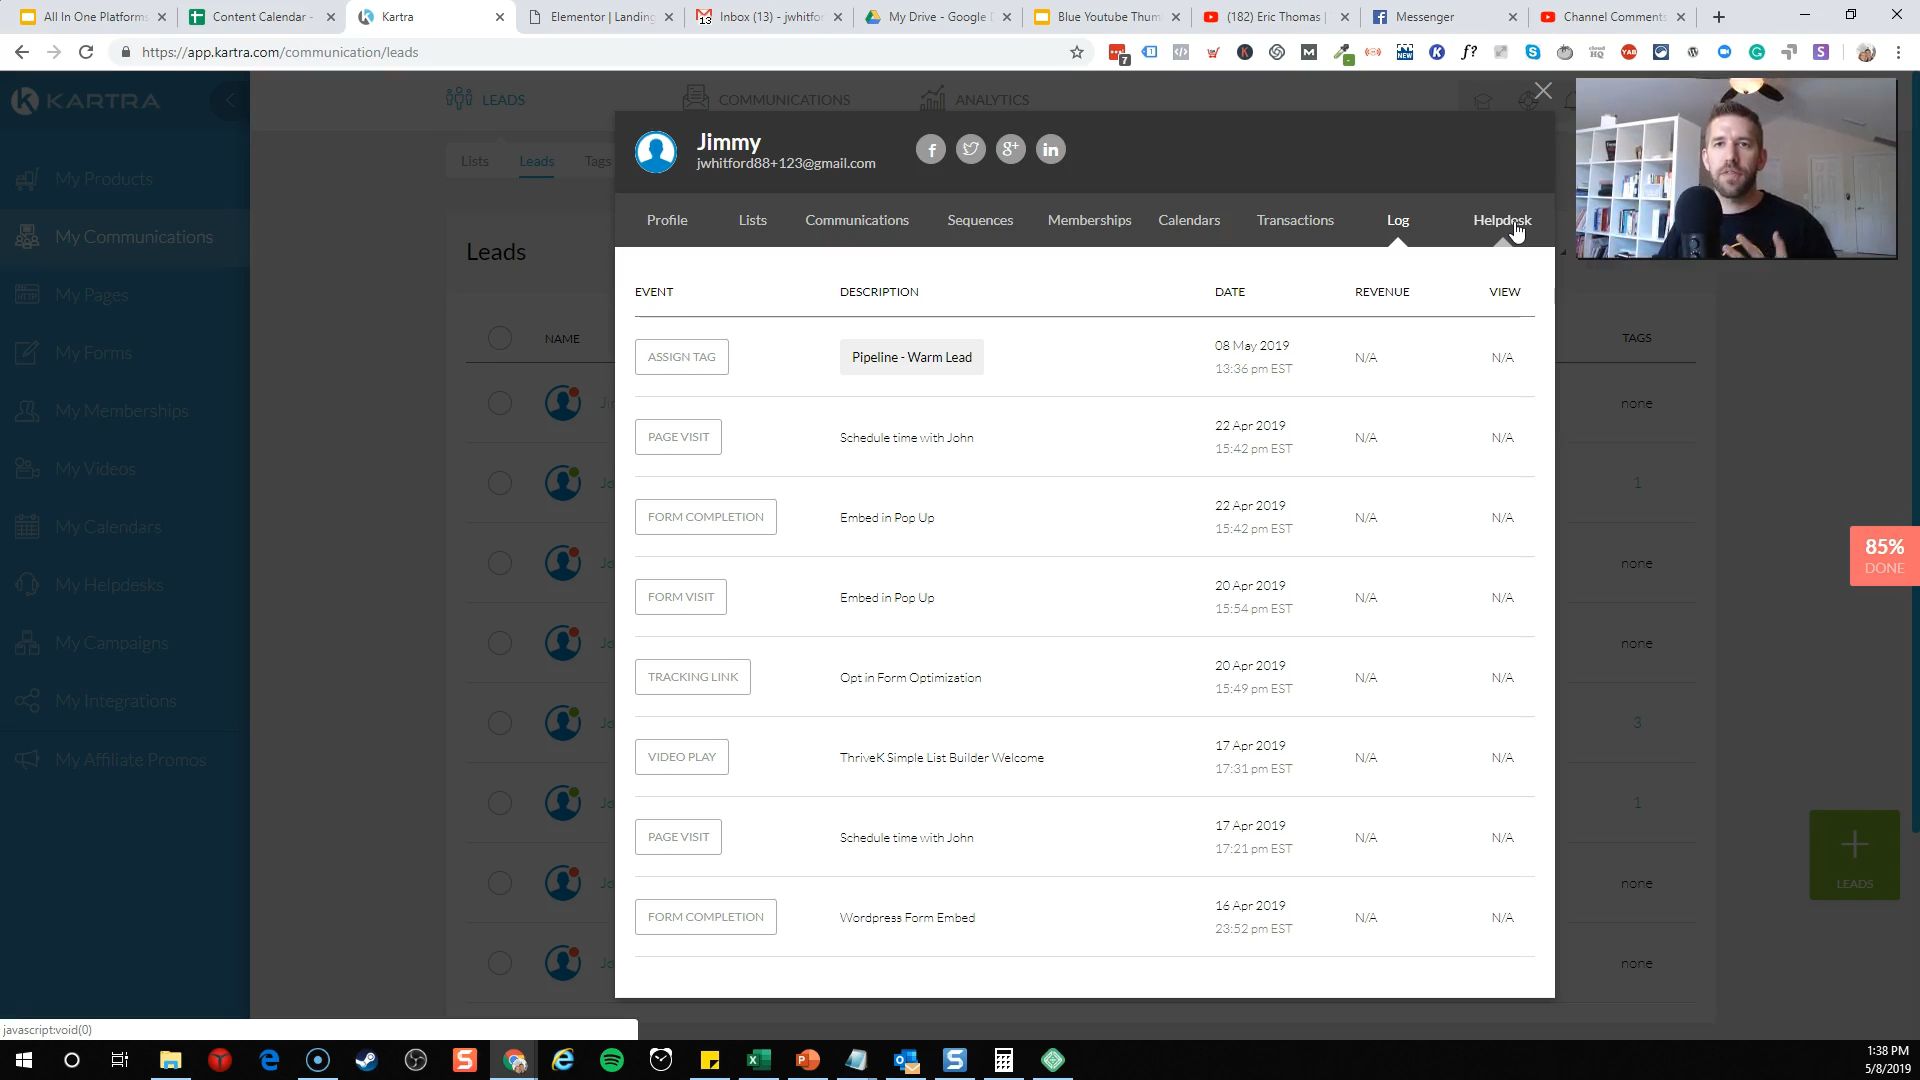 All In One Platforms
Content Calendar -
Kartra
Elementor | Landing
Inbox (13) - jwhitfor
My Drive - Google D
Blue Youtube Thum
(182) Eric Thomas |
Messenger
Channel Comments
https://app.kartra.com/communication/leads
KARTRA
LEADS
COMMUNICATIONS
ANALYTICS
Lists
Leads
Tags
My Products
My Communications
My Pages
My Forms
My Memberships
My Videos
My Calendars
My Helpdesks
My Campaigns
My Integrations
My Affiliate Promos
Leads
NAME
TAGS
none
1
none
none
3
1
none
none
Jimmy
jwhitford88+123@gmail.com
Profile
Lists
Communications
Sequences
Memberships
Calendars
Transactions
Log
Helpdesk
EVENT DESCRIPTION DATE REVENUE VIEW
ASSIGN TAG Pipeline - Warm Lead 08 May 2019 N/A N/A
13:36 pm EST
PAGE VISIT Schedule time with John 22 Apr 2019 N/A N/A
15:42 pm EST
FORM COMPLETION Embed in Pop Up 22 Apr 2019 N/A N/A
15:42 pm EST
FORM VISIT Embed in Pop Up 20 Apr 2019 N/A N/A
15:54 pm EST
TRACKING LINK Opt in Form Optimization 20 Apr 2019 N/A N/A
15:49 pm EST
VIDEO PLAY ThriveK Simple List Builder Welcome 17 Apr 2019 N/A N/A
17:31 pm EST
PAGE VISIT Schedule time with John 17 Apr 2019 N/A N/A
17:21 pm EST
FORM COMPLETION Wordpress Form Embed 16 Apr 2019 N/A N/A
23:52 pm EST
85%
DONE
LEADS
javascript:void(0)
1:38 PM
5/8/2019